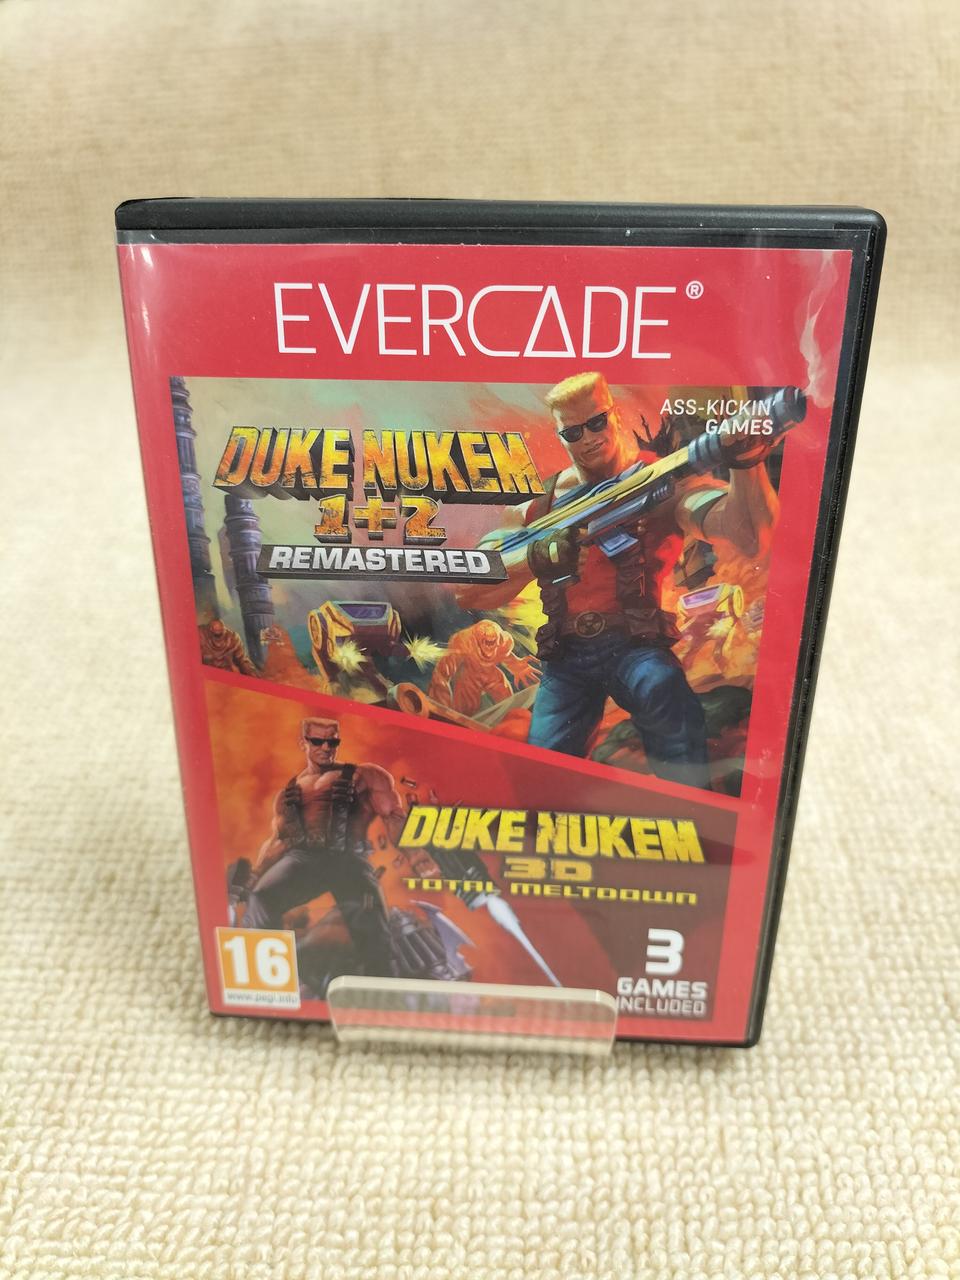 EVERCADE®
ASS-KICKIN'
GAMES
DUKE NUKEM
1+2
REMASTERED
DUKE NUKEM
3D
TOTAL MELTDOWN
16
www.pegi.info
3
GAMES
INCLUDED